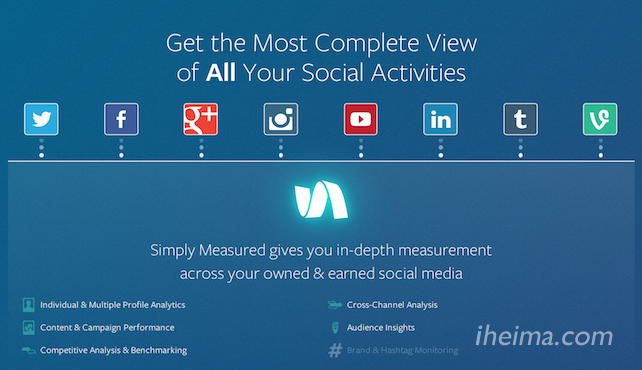 Get the Most Complete View
of All Your Social Activities
g+
in
t
Simply Measured gives you in-depth measurement
across your owned & earned social media
Individual & Multiple Profile Analytics
Cross-Channel Analysis
Content & Campaign Performance
Audience Insights
Competitive Analysis & Benchmarking
# Brand & Hashtag Monitoring
iheima.com